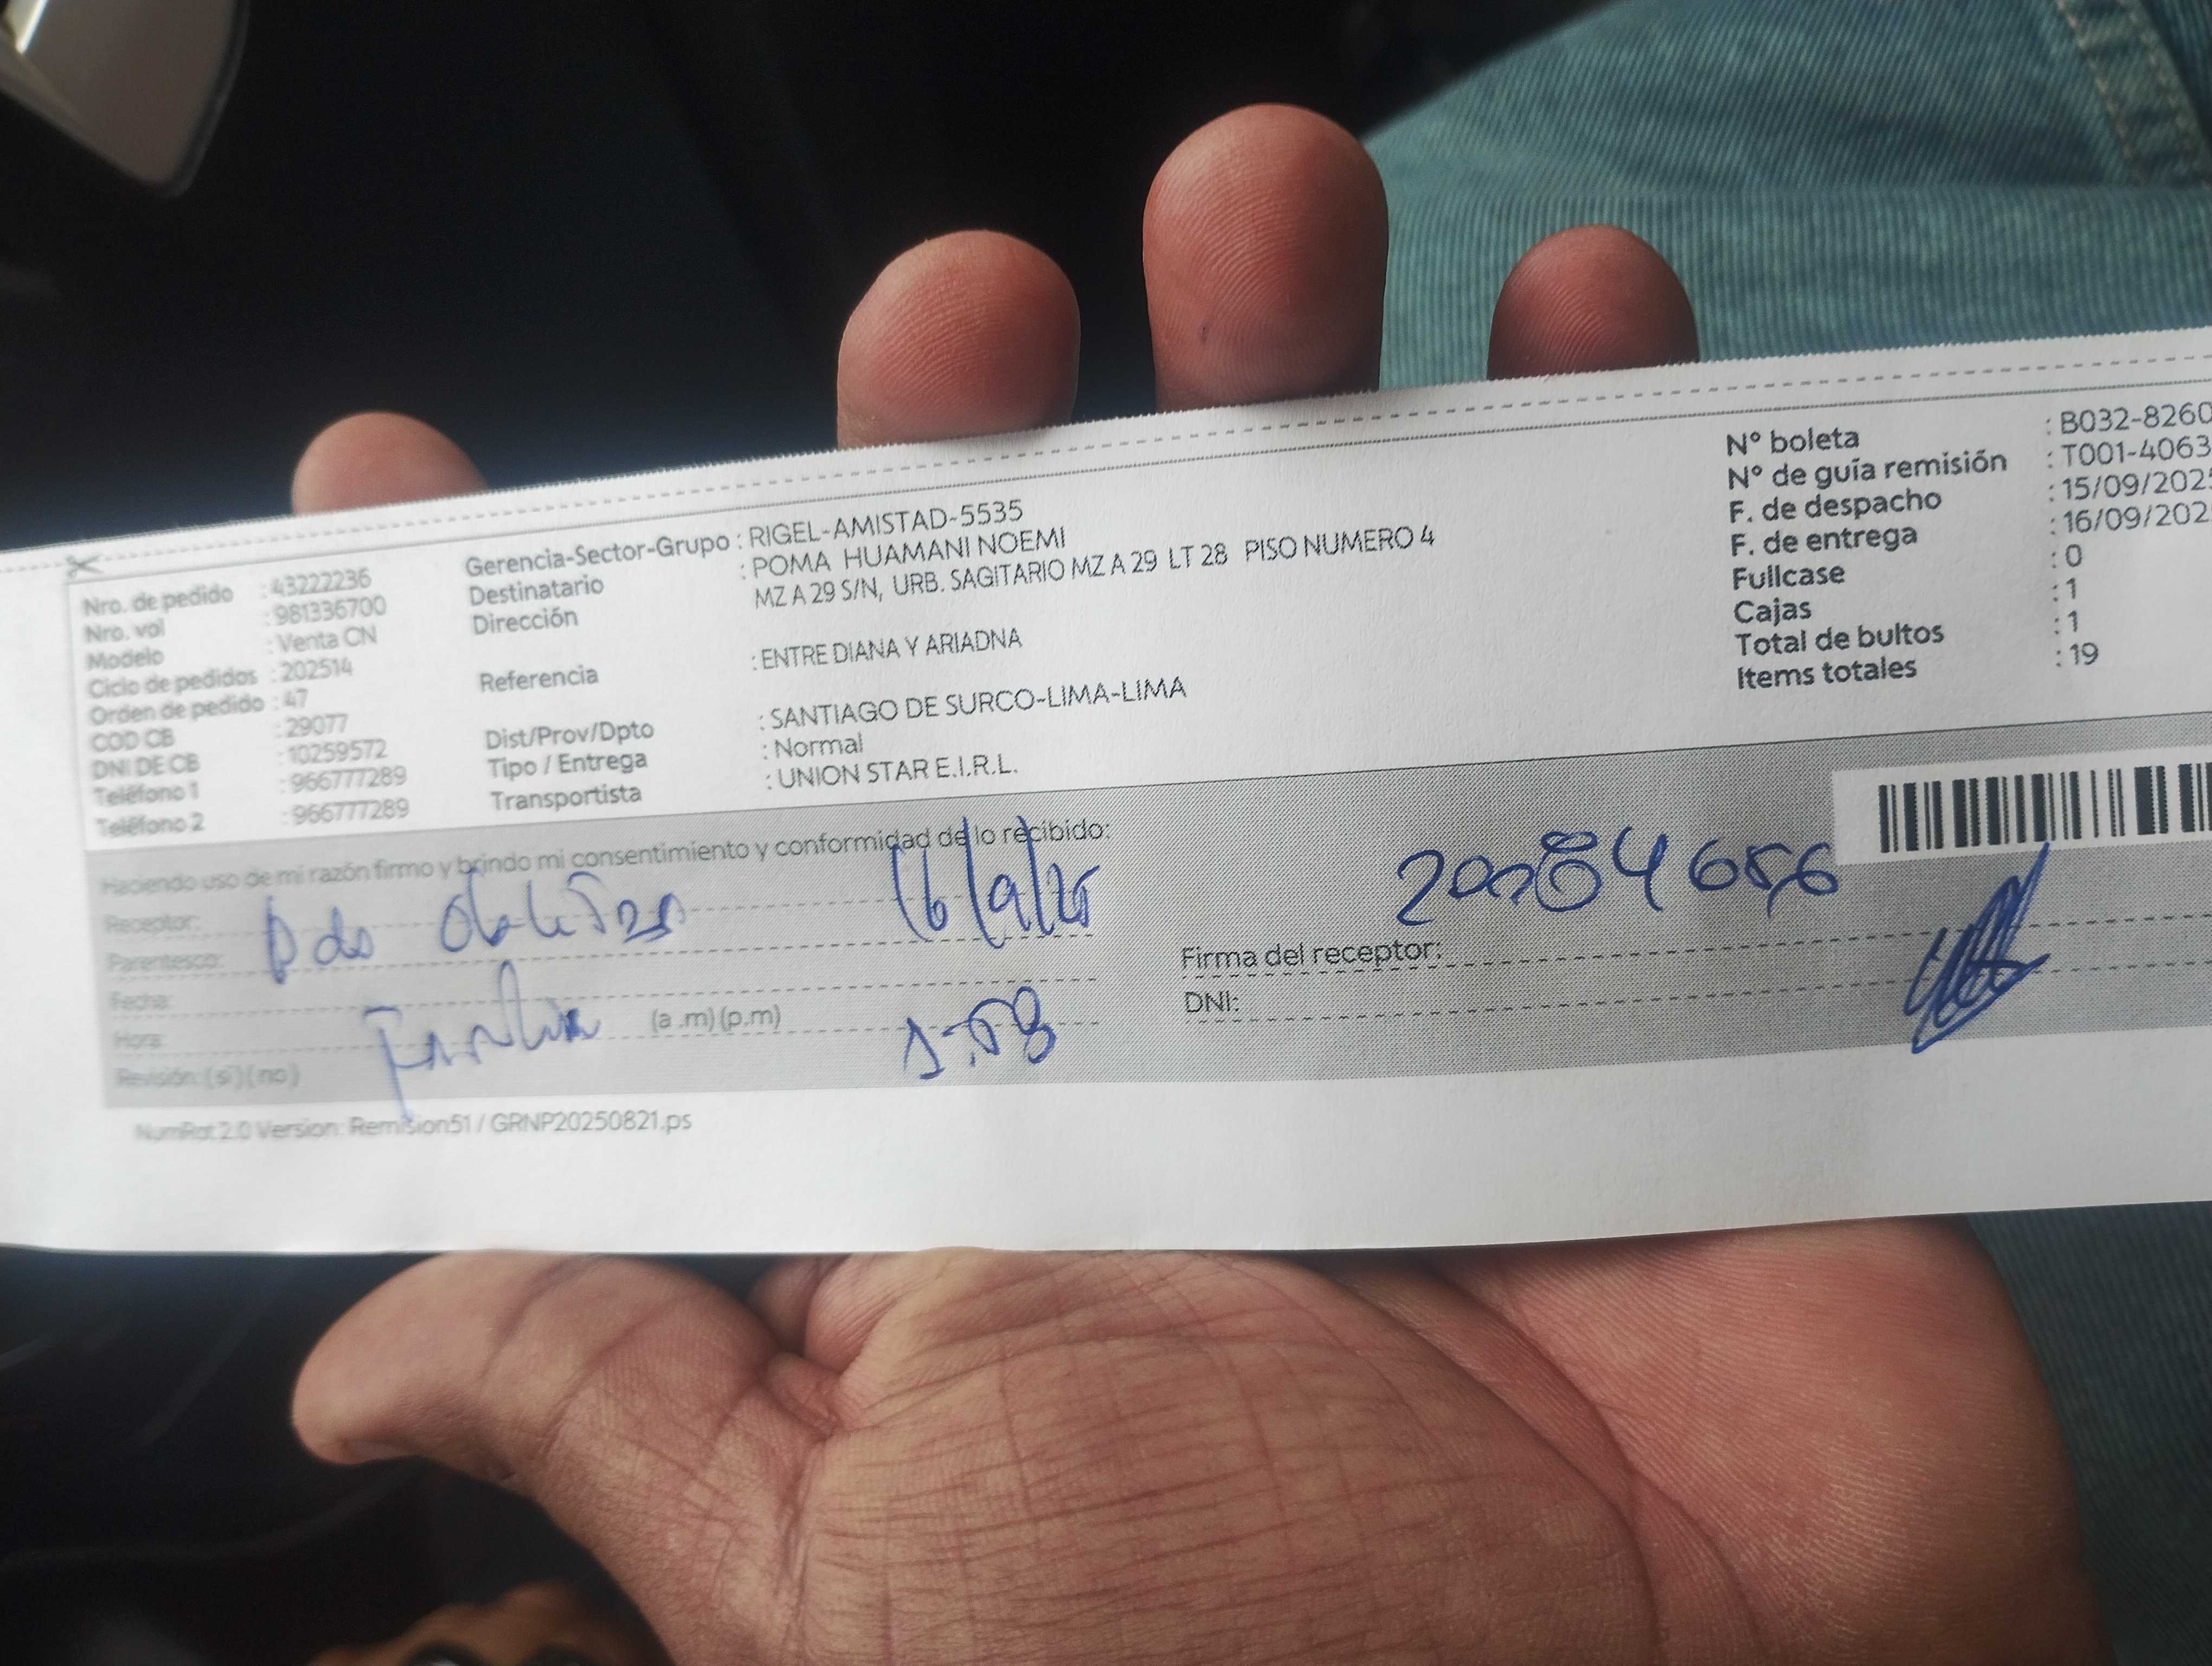 Nro. de pedido : 43222236
Nro. vol : 981336700
Modelo : Venta CN
Ciclo de pedidos : 202514
Orden de pedido : 47
COD CB : 29077
DNI DE CB : 10259572
Teléfono 1 : 966777289
Teléfono 2 : 966777289
Gerencia-Sector-Grupo : RIGEL-AMISTAD-5535
Destinatario : POMA HUAMANI NOEMI
Dirección : MZ A 29 S/N, URB. SAGITARIO MZ A 29 LT 28 PISO NUMERO 4
Referencia : ENTRE DIANA Y ARIADNA
Dist/Prov/Dpto : SANTIAGO DE SURCO-LIMA-LIMA
Tipo / Entrega : Normal
Transportista : UNION STAR E.I.R.L.
N° boleta : B032-8260
N° de guía remisión : T001-4063
F. de despacho : 15/09/202
F. de entrega : 16/09/202
Fullcase : 0
Cajas : 1
Total de bultos : 1
Items totales : 19
Haciendo uso de mi razón firmo y brindo mi consentimiento y conformidad de lo recibido:
Receptor:
Parentesco: 16/9/25
Fecha:
Hora: (a .m) (p.m)
Revisión: (si) (no)
Firma del receptor:
DNI:
NumRot 2.0 Version: Remision51 / GRNP20250821.ps